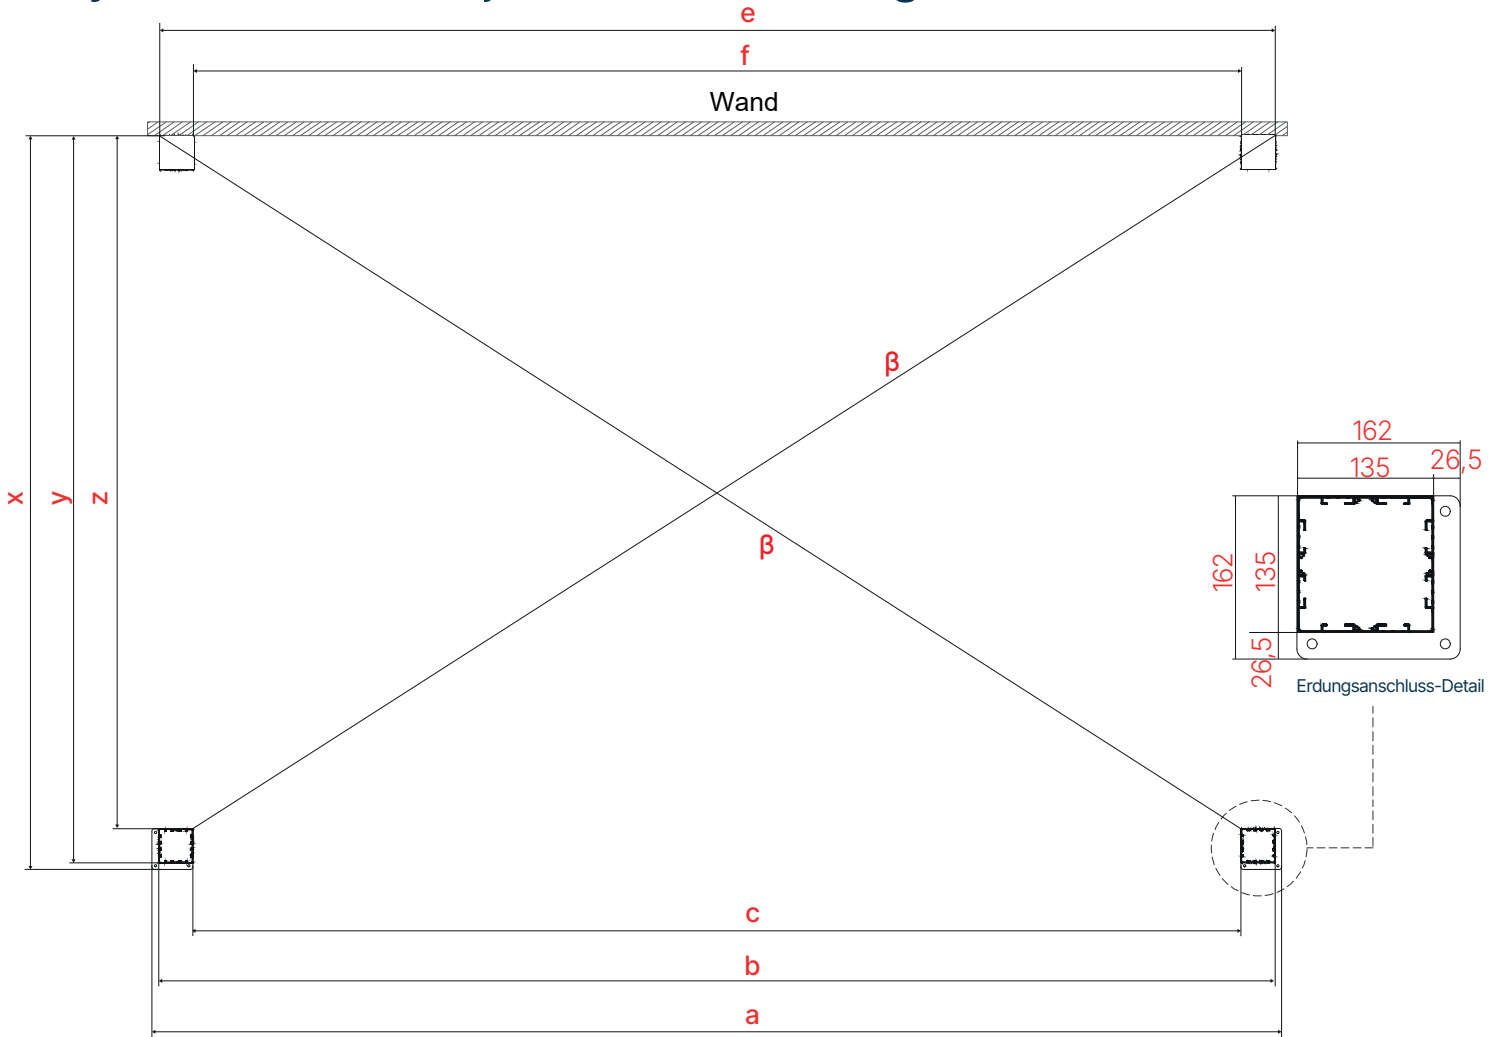 e
f
Wand
β
x
y
z
β
162
135
26,5
162
135
26,5
Erdungsanschluss-Detail
c
b
a